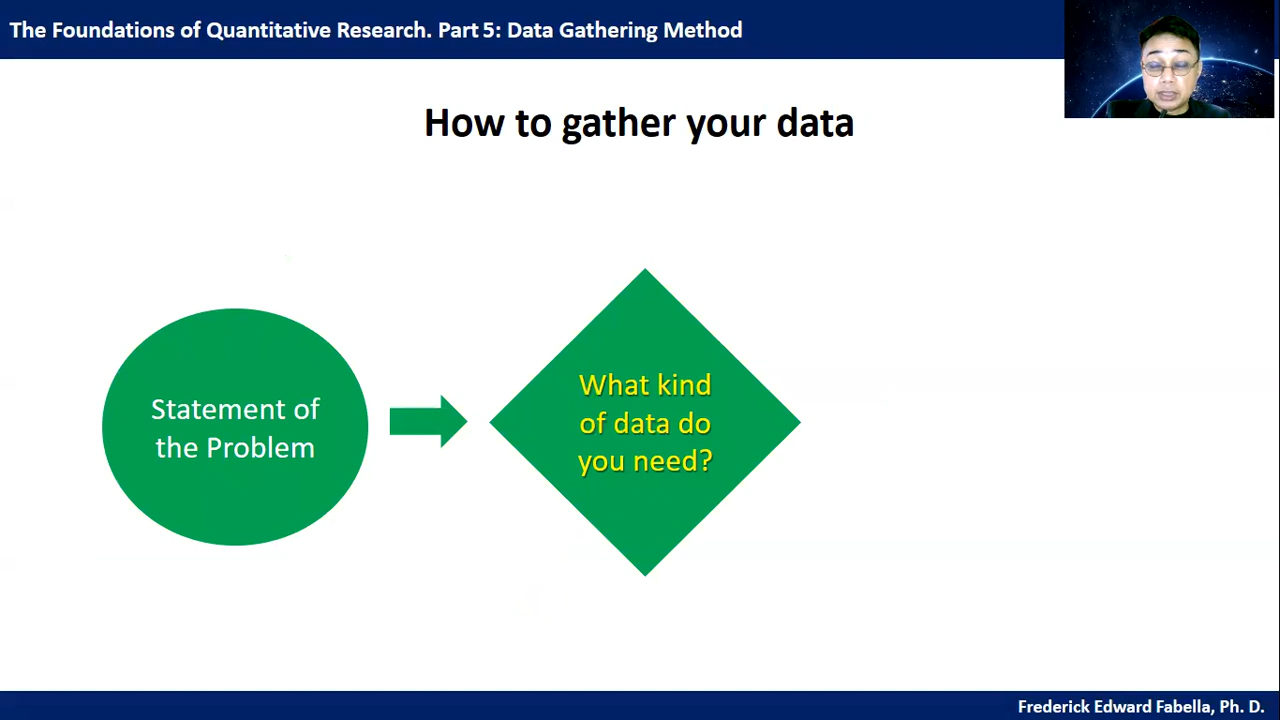 The Foundations of Quantitative Research. Part 5: Data Gathering Method
How to gather your data
Statement of
the Problem
What kind
of data do
you need?
Frederick Edward Fabella, Ph. D.